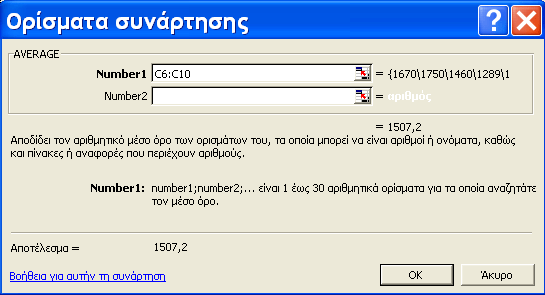 Ορίσματα συνάρτησης
AVERAGE
Number1 C6:C10 = {1670\1750\1460\1289\1
Number2 = αριθμός
= 1507,2
Αποδίδει τον αριθμητικό μέσο όρο των ορισμάτων του, τα οποία μπορεί να είναι αριθμοί ή ονόματα, καθώς
και πίνακες ή αναφορές που περιέχουν αριθμούς.
Number1: number1;number2;... είναι 1 έως 30 αριθμητικά ορίσματα για τα οποία αναζητάτε
τον μέσο όρο.
Αποτέλεσμα = 1507,2
Βοήθεια για αυτήν τη συνάρτηση
OK
Άκυρο